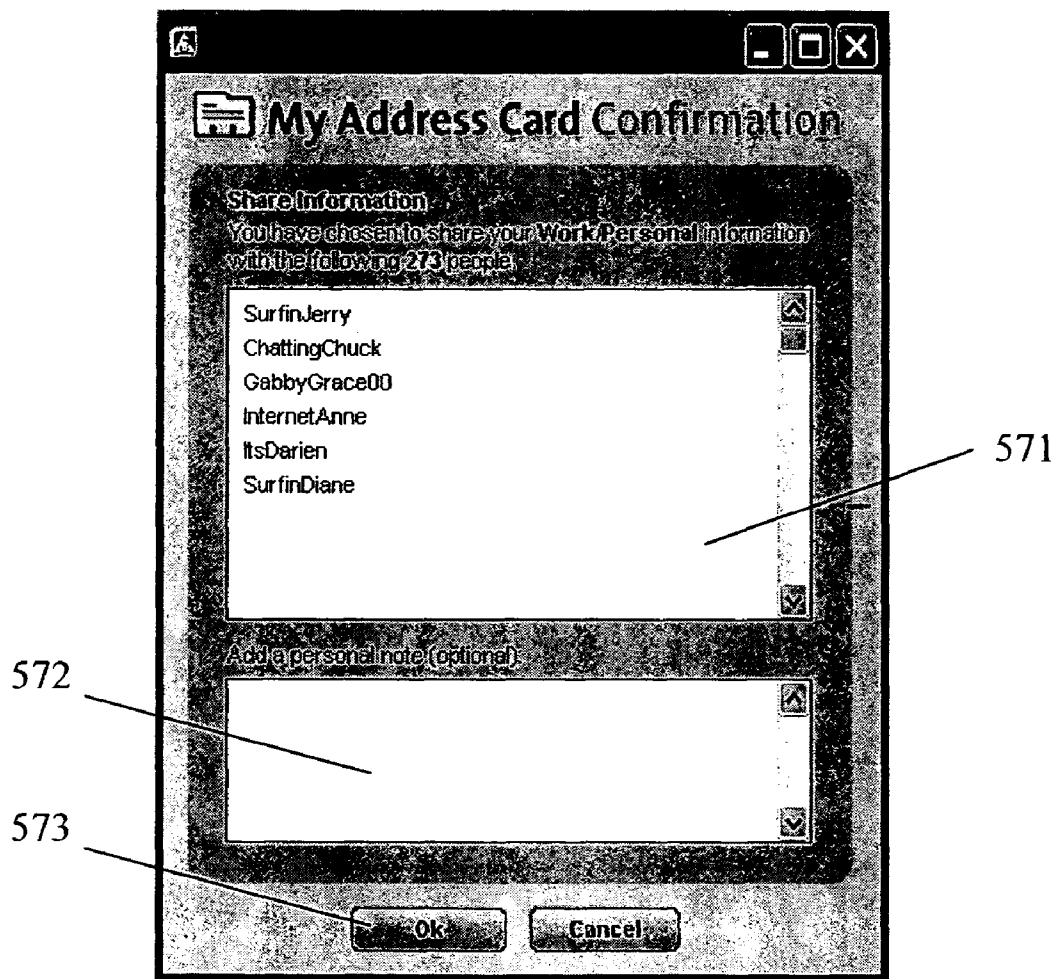 My Address Card Confirmation
Share Information
You have chosen to share your Work/Personal information
with the following 273 people.
SurfinJerry
ChattingChuck
GabbyGrace00
InternetAnne
ItsDarien
SurfinDiane
571
Add a personal note (optional):
572
573
Ok
Cancel